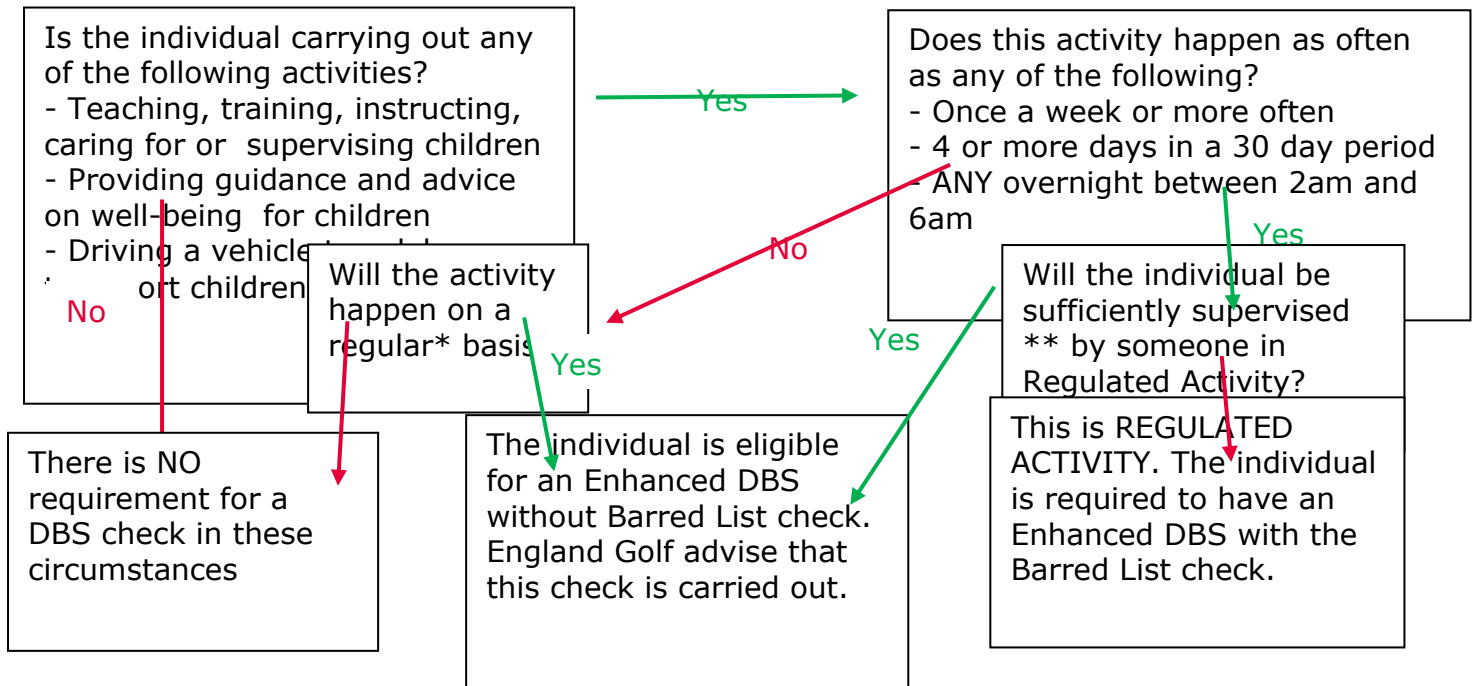 Is the individual carrying out any
of the following activities?
- Teaching, training, instructing,
caring for or supervising children
- Providing guidance and advice
on well-being for children
- Driving a vehicle
ort children
No
Yes
Does this activity happen as often
as any of the following?
- Once a week or more often
- 4 or more days in a 30 day period
- ANY overnight between 2am and
6am
No
Yes
Will the activity
happen on a
regular* basis
Yes
Yes
Will the individual be
sufficiently supervised
** by someone in
Regulated Activity?
There is NO
requirement for a
DBS check in these
circumstances
The individual is eligible
for an Enhanced DBS
without Barred List check.
England Golf advise that
this check is carried out.
This is REGULATED
ACTIVITY. The individual
is required to have an
Enhanced DBS with the
Barred List check.